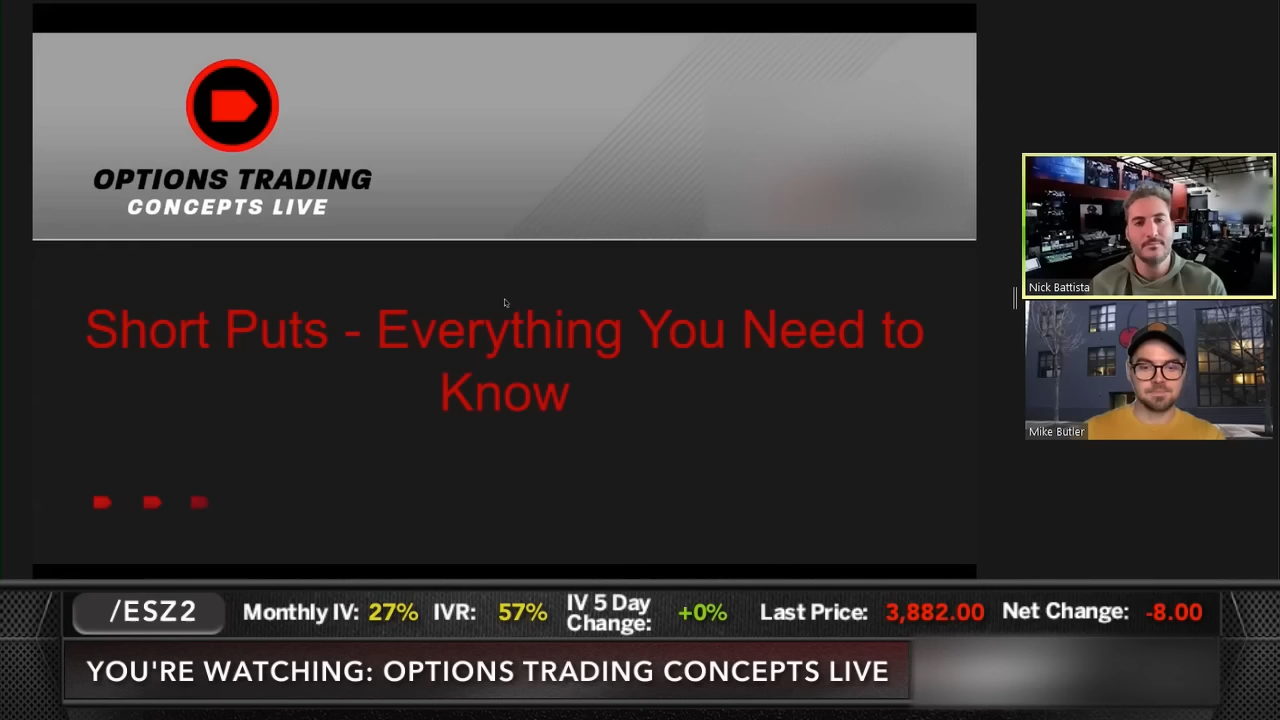 OPTIONS TRADING
CONCEPTS LIVE
Short Puts - Everything You Need to
Know
Nick Battista
Mike Butler
/ESZ2 Monthly IV: 27% IVR: 57% IV 5 Day Change: +0% Last Price: 3,882.00 Net Change: -8.00
YOU'RE WATCHING: OPTIONS TRADING CONCEPTS LIVE